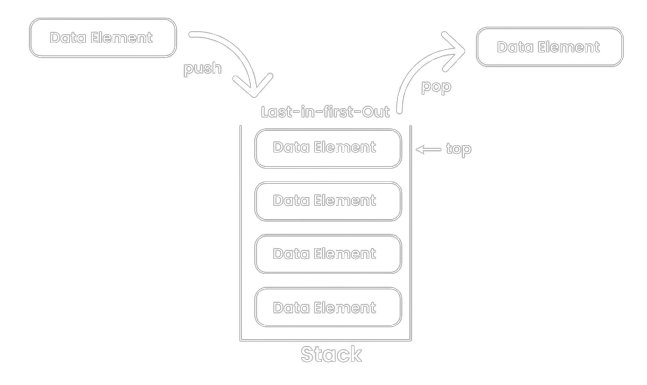 Data Element
Data Element
push
pop
Last-in-first-Out
Data Element
top
Data Element
Data Element
Data Element
Stack